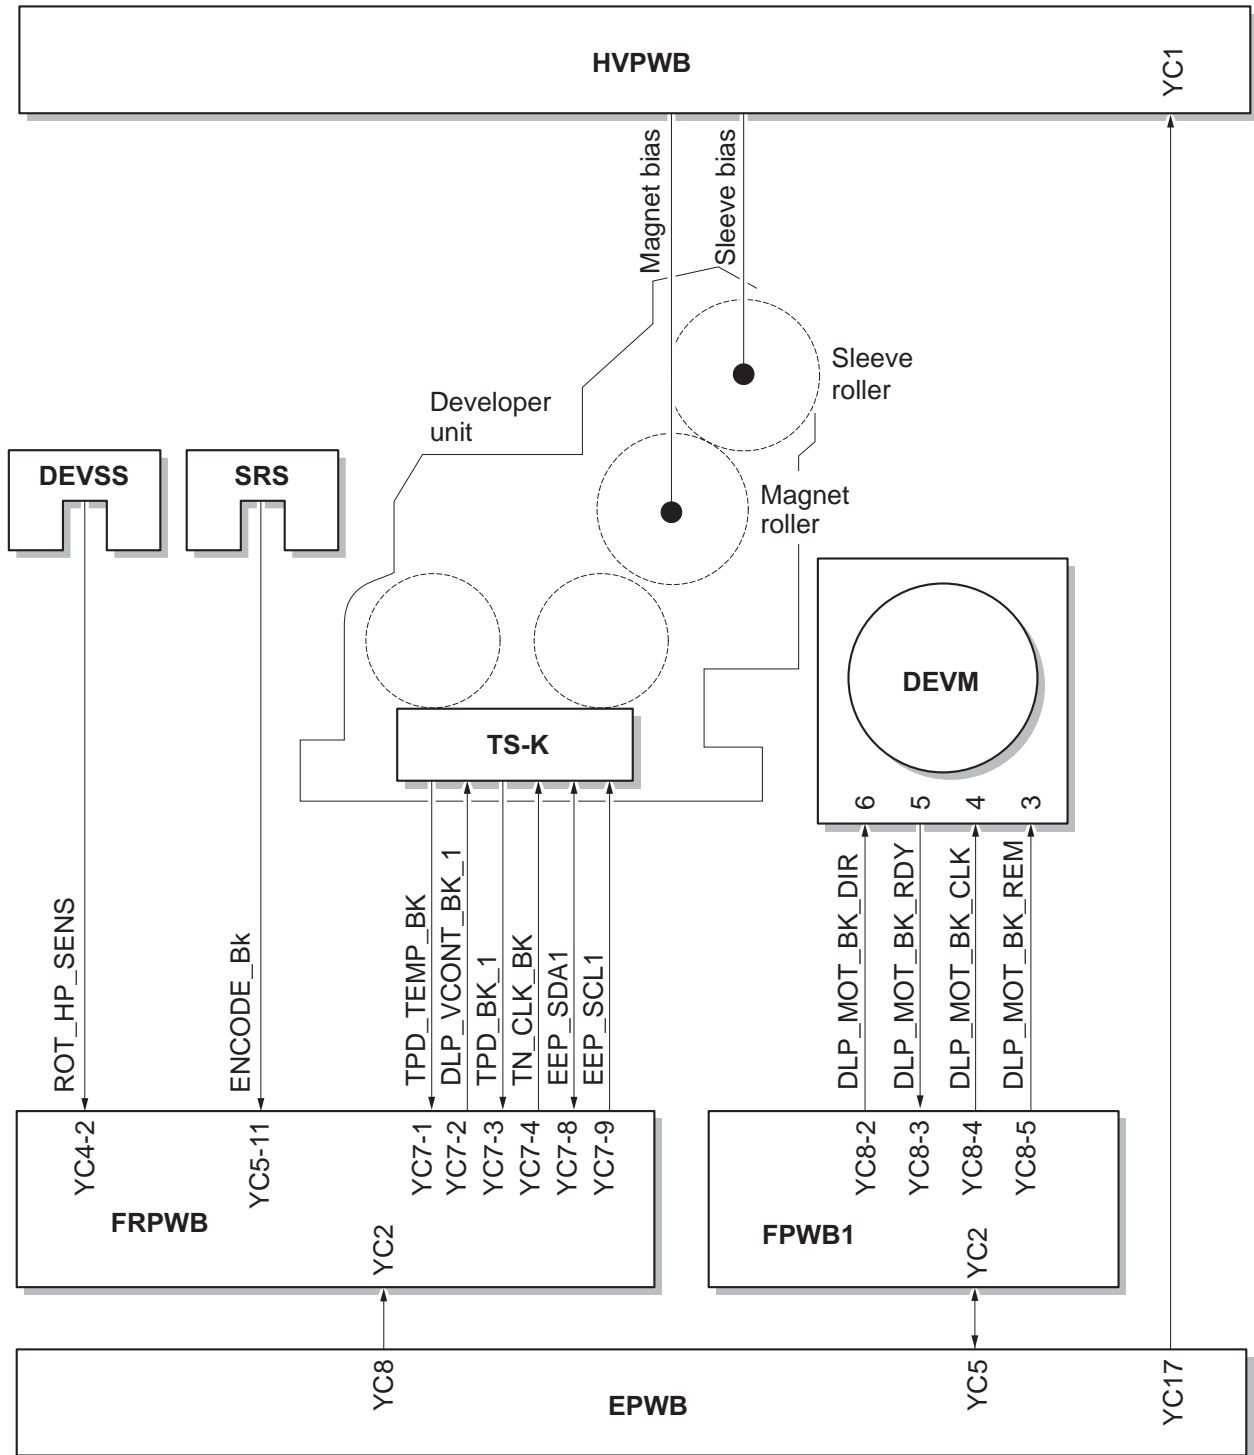 HVPWB
YC1
Magnet bias
Sleeve bias
Sleeve
roller
Developer
unit
DEVSS
SRS
Magnet
roller
DEVM
TS-K
6
5
4
3
ROT_HP_SENS
ENCODE_Bk
TPD_TEMP_BK
DLP_VCONT_BK_1
TPD_BK_1
TN_CLK_BK
EEP_SDA1
EEP_SCL1
DLP_MOT_BK_DIR
DLP_MOT_BK_RDY
DLP_MOT_BK_CLK
DLP_MOT_BK_REM
YC4-2
YC5-11
YC7-1
YC7-2
YC7-3
YC7-4
YC7-8
YC7-9
YC8-2
YC8-3
YC8-4
YC8-5
FRPWB
YC2
FPWB1
YC2
YC8
EPWB
YC5
YC17